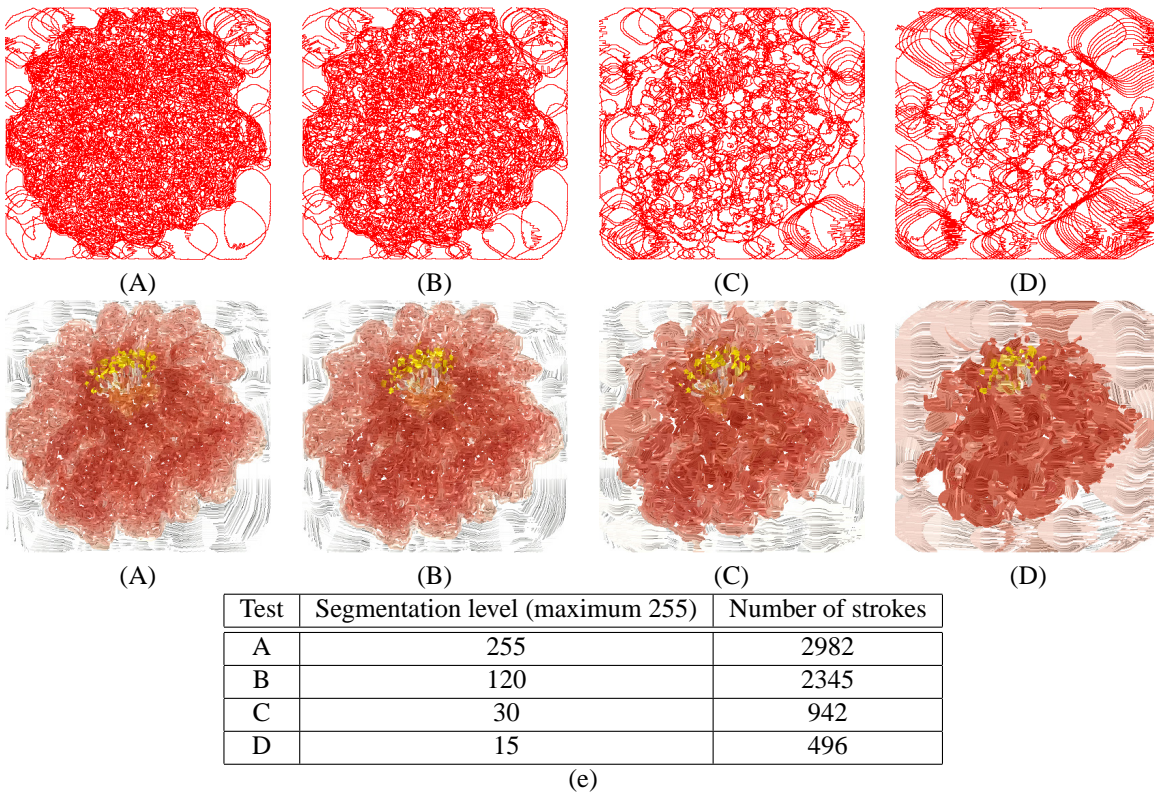 (A) (B) (C) (D)
(A) (B) (C) (D)
Test Segmentation level (maximum 255) Number of strokes
A 255 2982
B 120 2345
C 30 942
D 15 496
(e)